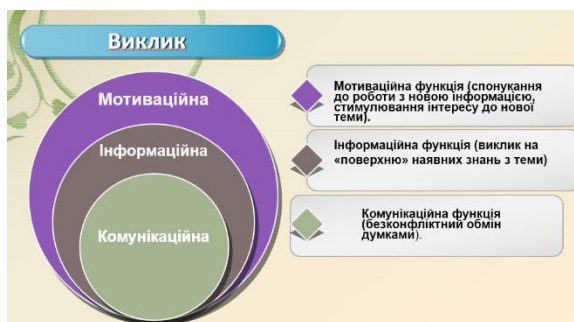 Виклик
Мотиваційна
Інформаційна
Комунікаційна
Мотиваційна функція (спонукання
до роботи з новою інформацією,
стимулювання інтересу до нової
теми).
Інформаційна функція (виклик на
«поверхню» наявних знань з теми)
Комунікаційна функція
(безконфліктний обмін
думками).